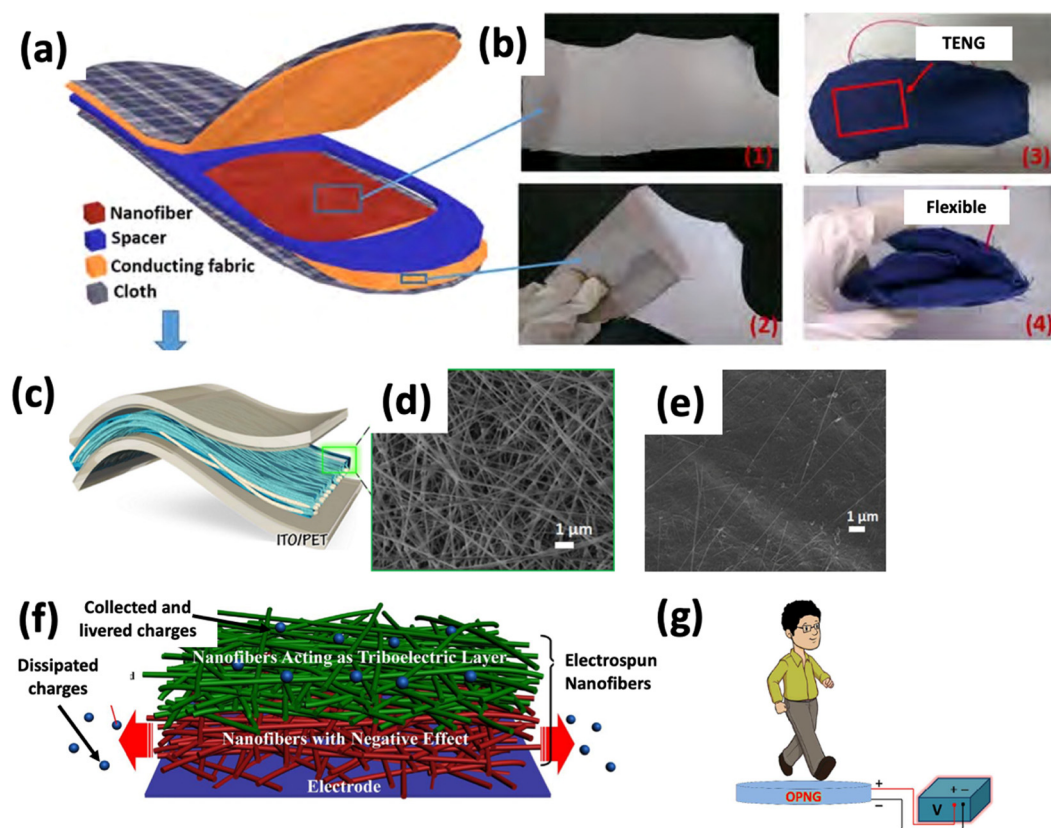 (a)
Nanofiber
Spacer
Conducting fabric
Cloth
(b)
(1)
TENG
(3)
(2)
Flexible
(4)
(c)
ITO/PET
(d)
1 μm
(e)
1 μm
(f)
Collected and
livered charges
Dissipated
charges
d
Nanofibers Acting as Triboelectric Layer
Nanofibers with Negative Effect
Electrode
Electrospun
Nanofibers
(g)
OPNG
+
−
+ −
V